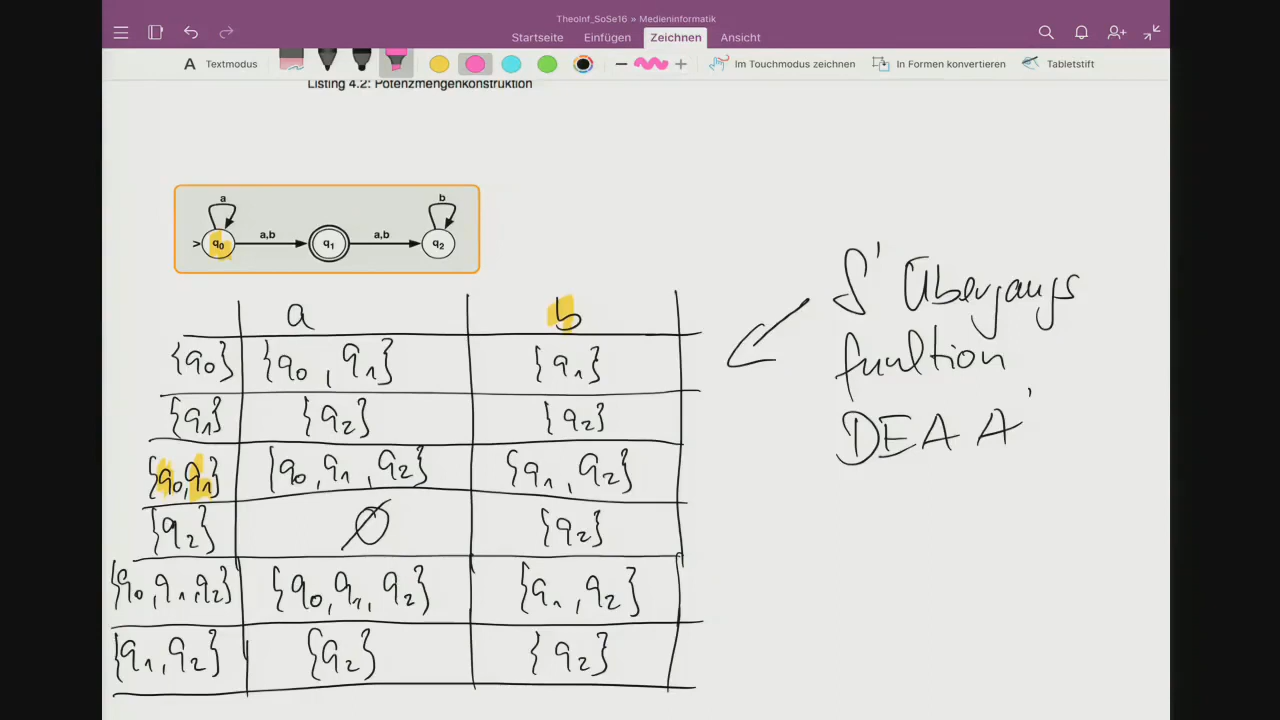 TheoInf_SoSe16 » Medieninformatik
Startseite Einfügen Zeichnen Ansicht
A Textmodus Im Touchmodus zeichnen In Formen konvertieren Tabletstift
Listing 4.2: Potenzmengenkonstruktion
a b
> q0 a,b q1 a,b q2
a b
{q0} {q0, q1} {q1}
{q1} {q2} {q2}
{q0,q1} {q0,q1,q2} {q1,q2}
{q2} ∅ {q2}
{q0,q1,q2} {q0,q1,q2} {q1,q2}
{q1,q2} {q2} {q2}
δ' Übergangs
funktion
DEA A'